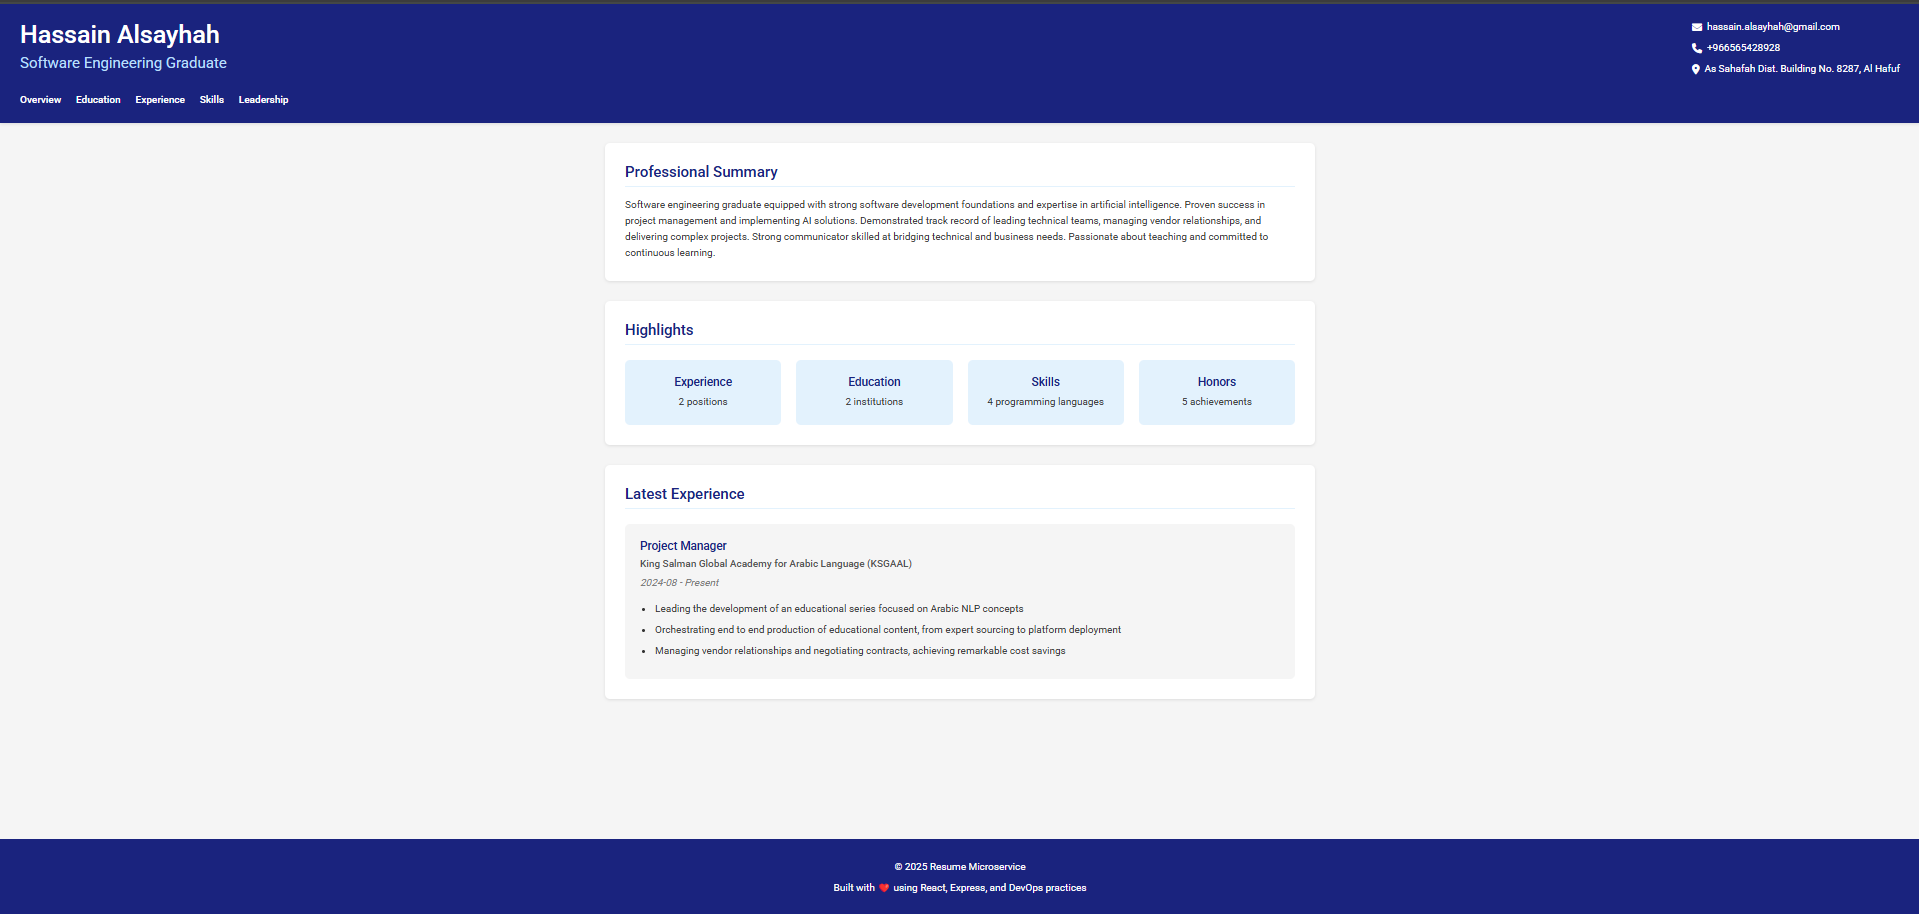 Hassain Alsayhah
Software Engineering Graduate
Overview Education Experience Skills Leadership
hassain.alsayhah@gmail.com
+966565428928
As Sahafah Dist. Building No. 8287, Al Hafuf
Professional Summary
Software engineering graduate equipped with strong software development foundations and expertise in artificial intelligence. Proven success in
project management and implementing AI solutions. Demonstrated track record of leading technical teams, managing vendor relationships, and
delivering complex projects. Strong communicator skilled at bridging technical and business needs. Passionate about teaching and committed to
continuous learning.
Highlights
Experience
2 positions
Education
2 institutions
Skills
4 programming languages
Honors
5 achievements
Latest Experience
Project Manager
King Salman Global Academy for Arabic Language (KSGAAL)
2024-08 - Present
• Leading the development of an educational series focused on Arabic NLP concepts
• Orchestrating end to end production of educational content, from expert sourcing to platform deployment
• Managing vendor relationships and negotiating contracts, achieving remarkable cost savings
© 2025 Resume Microservice
Built with ❤️ using React, Express, and DevOps practices